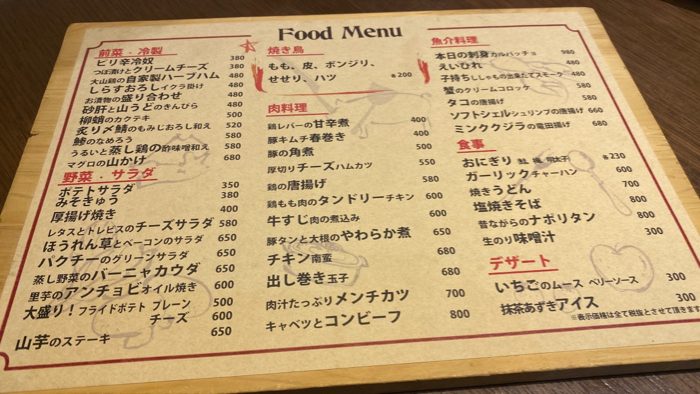 Food Menu
前菜・冷製
ピリ辛冷奴 380
つぼ漬けとクリームチーズ 380
大山鶏の自家製ハーブハム 480
しらすおろしイクラ掛け 480
お漬物の盛り合わせ 480
砂肝と山うどのきんぴら 480
柳蛸のカクテキ 520
炙り〆鯖のもみじおろし和え 520
鯵のなめろう 580
うるいと蒸し鶏の酢味噌和え 580
マグロの山かけ 680
野菜・サラダ
ポテトサラダ 350
みそきゅう 380
厚揚げ焼き 400
レタスとトレビスのチーズサラダ 580
ほうれん草とベーコンのサラダ 650
パクチーのグリーンサラダ 650
蒸し野菜のバーニャカウダ 650
里芋のアンチョビオイル焼き 600
大盛り!フライドポテト プレーン 500
チーズ 600
山芋のステーキ 650
焼き鳥
もも、皮、ボンジリ、
せせり、ハツ 各200
肉料理
鶏レバーの甘辛煮 400
豚キムチ春巻き 400
豚の角煮 500
厚切りチーズハムカツ 550
鶏の唐揚げ 580
鶏もも肉のタンドリーチキン 600
牛すじ肉の煮込み 600
豚タンと大根のやわらか煮 650
チキン南蛮 680
出し巻き玉子 680
肉汁たっぷりメンチカツ 700
キャベツとコンビーフ 800
魚介料理
本日の刺身カルパッチョ 980
えいひれ 480
子持ちししゃもの出来たてスモーク 480
蟹のクリームコロッケ 580
タコの唐揚げ 580
ソフトシェルシュリンプの唐揚げ 660
ミンククジラの竜田揚げ 680
食事
おにぎり 各230
ガーリックチャーハン 600
焼きうどん 700
塩焼きそば 800
昔ながらのナポリタン 800
生のり味噌汁 300
デザート
いちごのムース ベリーソース 300
抹茶あずきアイス 300
※表示価格は全て税抜とさせて頂きます